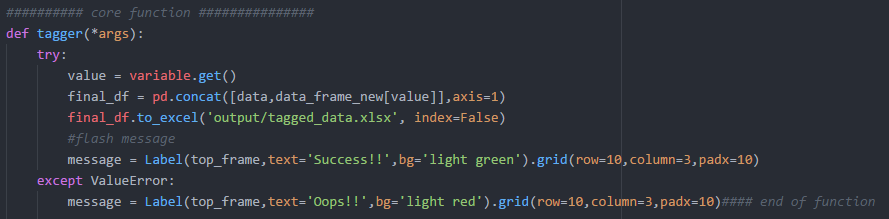 ########## core function ###############
def tagger(*args):
    try:
        value = variable.get()
        final_df = pd.concat([data,data_frame_new[value]],axis=1)
        final_df.to_excel('output/tagged_data.xlsx', index=False)
        #flash message
        message = Label(top_frame,text='Success!!',bg='light green').grid(row=10,column=3,padx=10)
    except ValueError:
        message = Label(top_frame,text='Oops!!',bg='light red').grid(row=10,column=3,padx=10)#### end of function